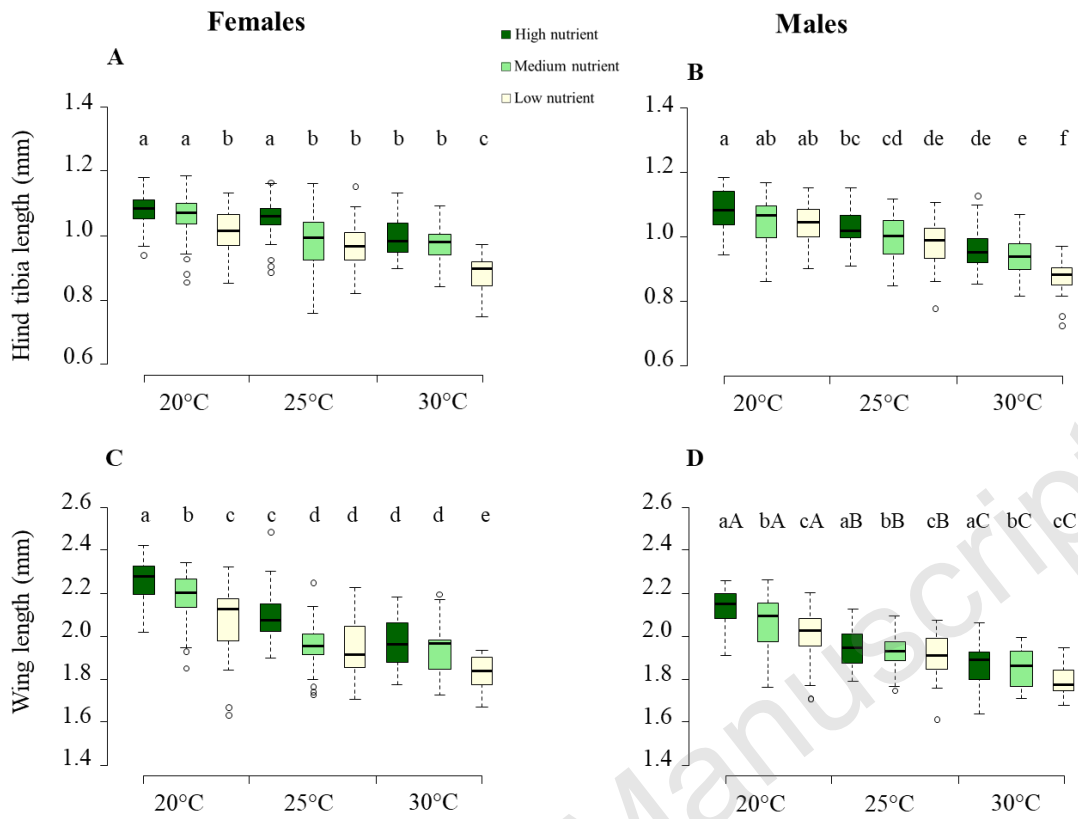 Females
High nutrient
Medium nutrient
Low nutrient
Males
A
Hind tibia length (mm)
1.4
1.2
1.0
0.8
0.6
a a b a b b b b c
20°C 25°C 30°C
B
1.4
1.2
1.0
0.8
0.6
a ab ab bc cd de de e f
20°C 25°C 30°C
C
Wing length (mm)
2.6
2.4
2.2
2.0
1.8
1.6
1.4
a b c c d d d d e
20°C 25°C 30°C
D
2.6
2.4
2.2
2.0
1.8
1.6
1.4
aA bA cA aB bB cB aC bC cC
20°C 25°C 30°C
Manuscript